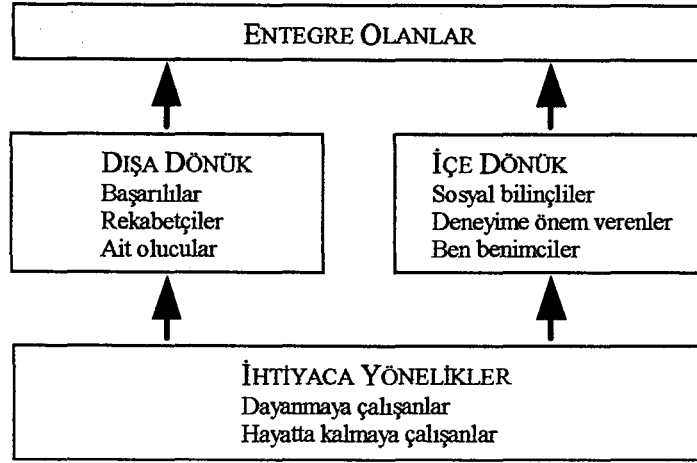 ENTEGRE OLANLAR
DIŞA DÖNÜK
Başarılılar
Rekabetçiler
Ait olucular
İÇE DÖNÜK
Sosyal bilinçliler
Deneyime önem verenler
Ben benimciler
İHTİYACA YÖNELİKLER
Dayanmaya çalışanlar
Hayatta kalmaya çalışanlar